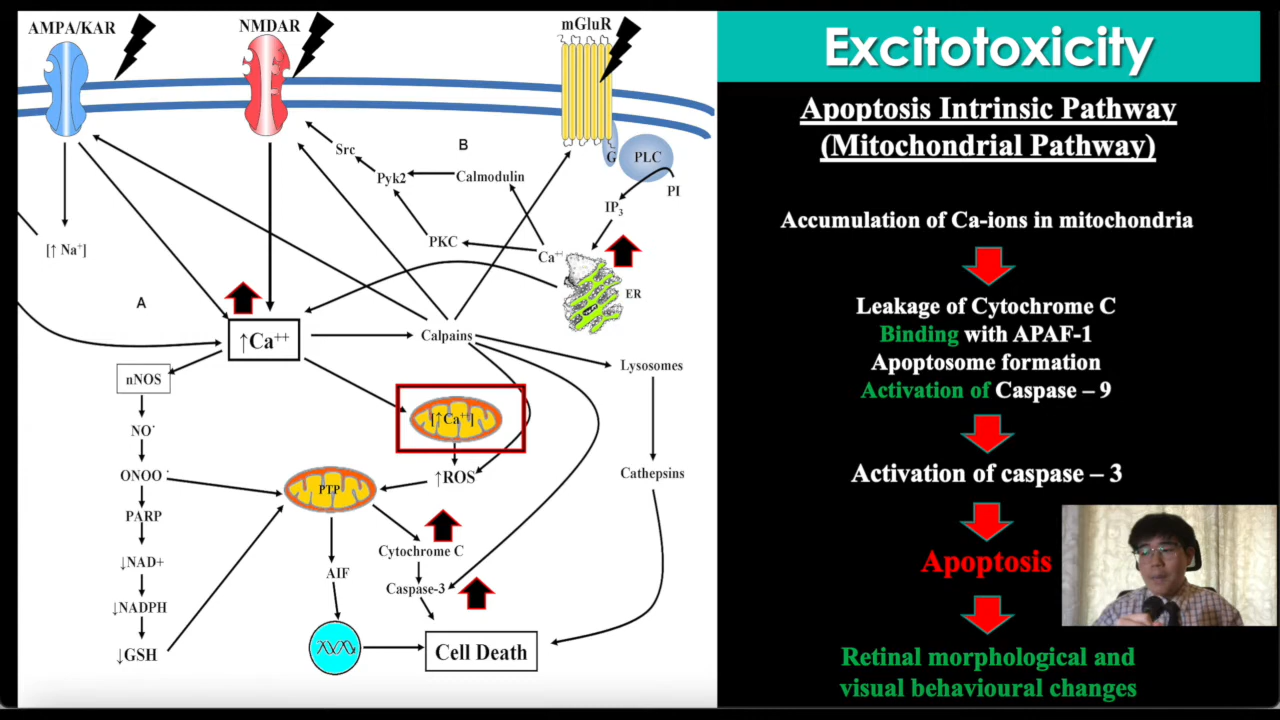 AMPA/KAR
NMDAR
mGluR
G
PLC
PI
IP3
Src
B
Pyk2
Calmodulin
PKC
Ca++
ER
[↑ Na+]
A
↑Ca++
Calpains
Lysosomes
nNOS
[↑Ca++]
NO·
↑ROS
Cathepsins
ONOO·
PTP
PARP
Cytochrome C
↓NAD+
AIF
Caspase-3
↓NADPH
↓GSH
Cell Death
Excitotoxicity
Apoptosis Intrinsic Pathway
(Mitochondrial Pathway)
Accumulation of Ca-ions in mitochondria
Leakage of Cytochrome C
Binding with APAF-1
Apoptosome formation
Activation of Caspase – 9
Activation of caspase – 3
Apoptosis
Retinal morphological and
visual behavioural changes